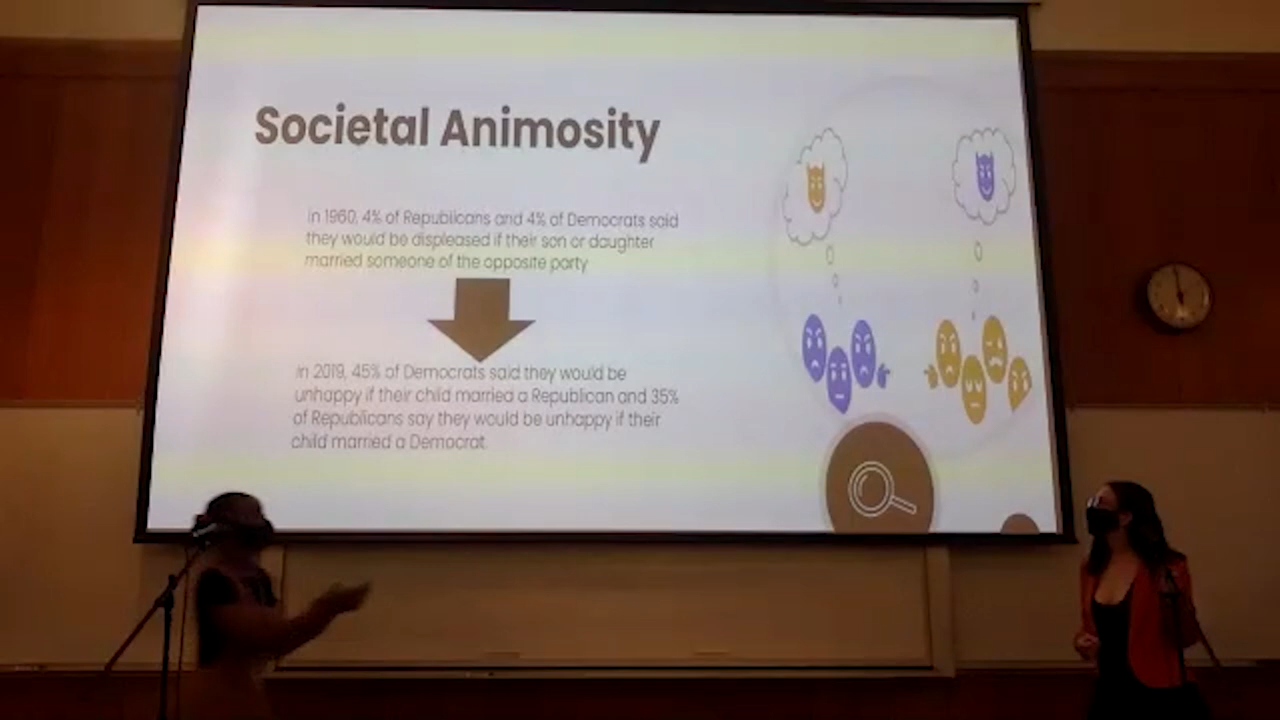 Societal Animosity
In 1960, 4% of Republicans and 4% of Democrats said
they would be displeased if their son or daughter
married someone of the opposite party
In 2019, 45% of Democrats said they would be
unhappy if their child married a Republican and 35%
of Republicans say they would be unhappy if their
child married a Democrat.